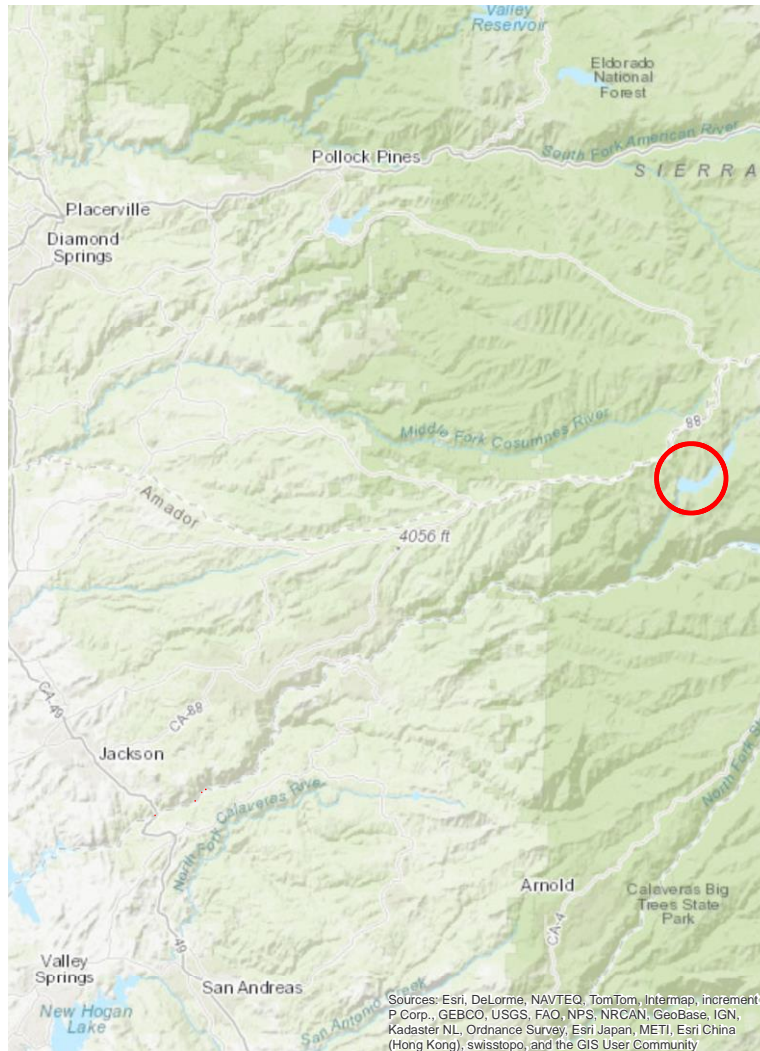 Valley
Reservoir
Eldorado
National
Forest
South Fork American River
Pollock Pines
SIERRA
Placerville
Diamond
Springs
Middle Fork Cosumnes River
88
Amador
4056 ft
CA-49
CA-88
Jackson
North Fork St
North Fork Calaveras Rive
Arnold
Calaveras Big
Trees State
Park
CA-4
49
Valley
Springs
San Andreas
New Hogan
Lake
San Antonio Creek
Sources: Esri, DeLorme, NAVTEQ, TomTom, Intermap, increment
P Corp., GEBCO, USGS, FAO, NPS, NRCAN, GeoBase, IGN,
Kadaster NL, Ordnance Survey, Esri Japan, METI, Esri China
(Hong Kong), swisstopo, and the GIS User Community